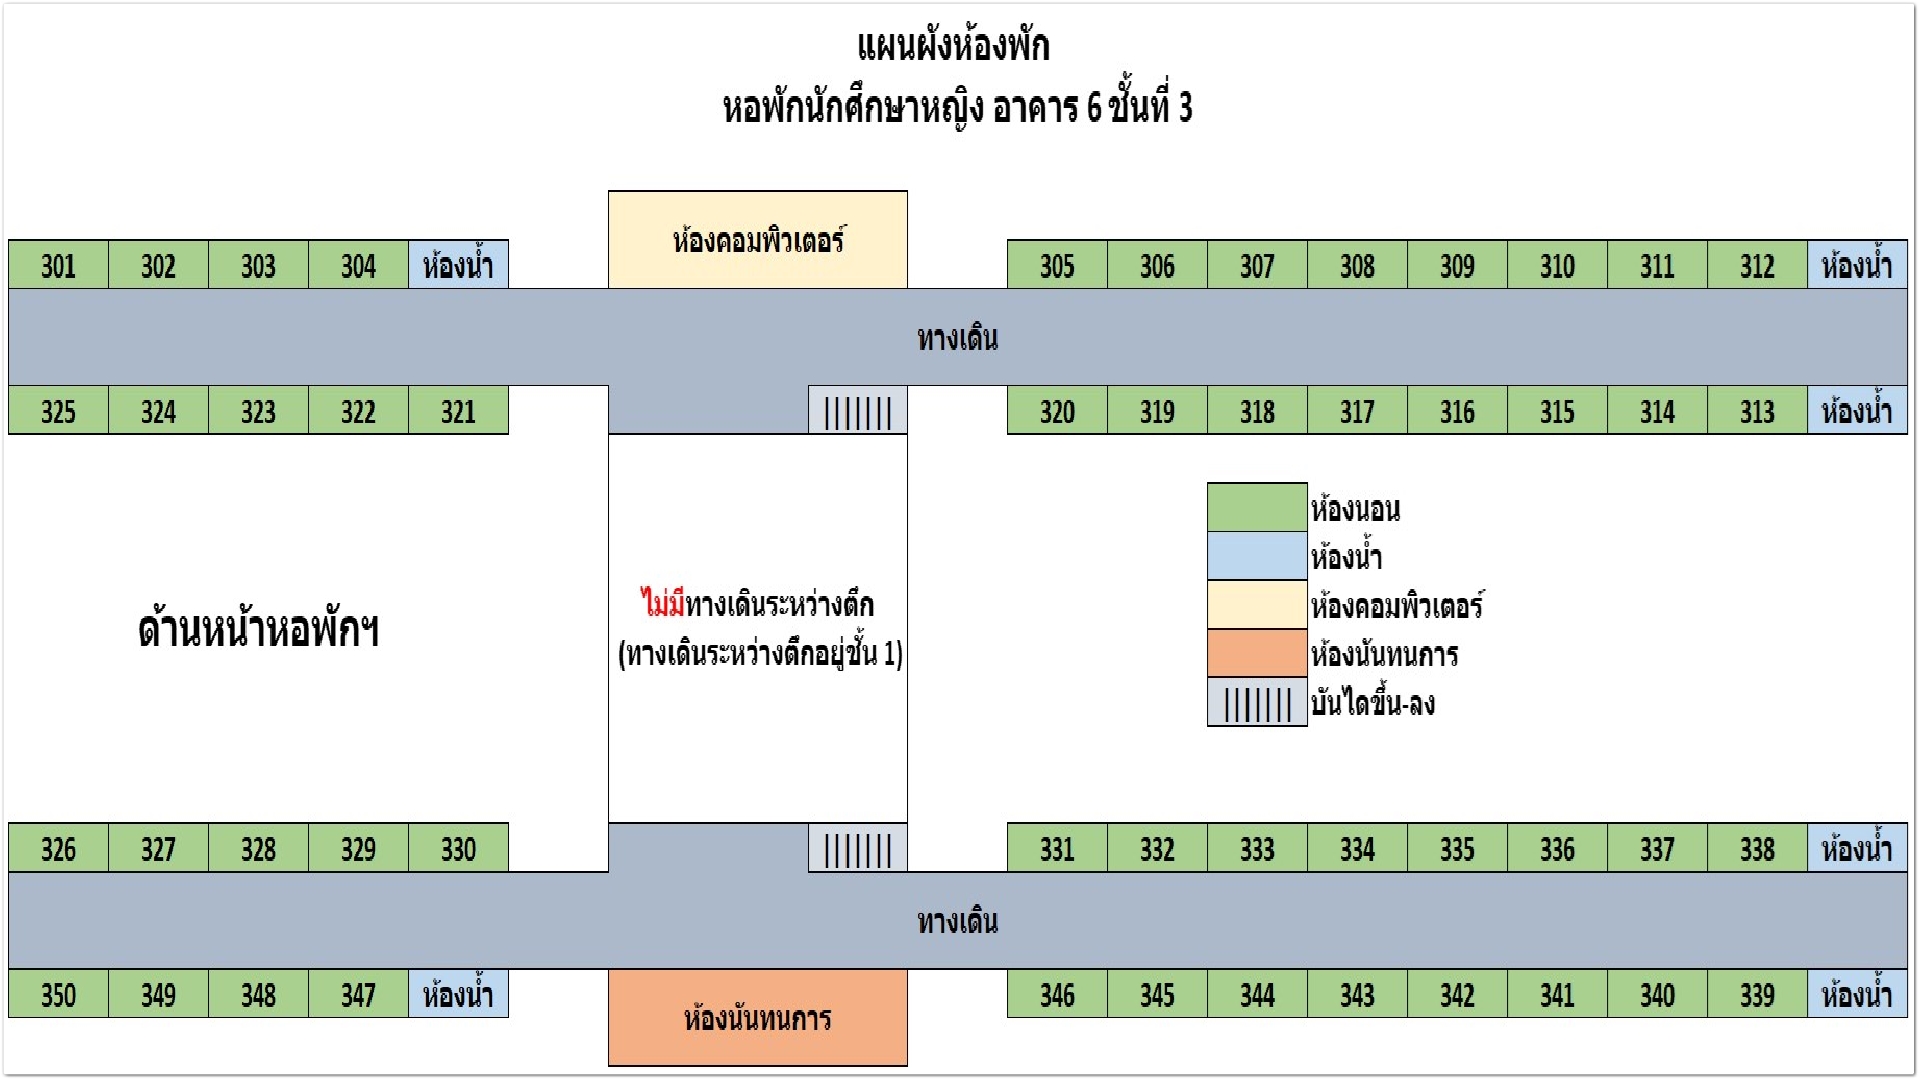 แผนผังห้องพัก
หอพักนักศึกษาหญิง อาคาร 6 ชั้นที่ 3
ห้องคอมพิวเตอร์
301 302 303 304 ห้องน้ำ 305 306 307 308 309 310 311 312 ห้องน้ำ
ทางเดิน
325 324 323 322 321 ||||||| 320 319 318 317 316 315 314 313 ห้องน้ำ
ห้องนอน
ห้องน้ำ
ห้องคอมพิวเตอร์
ห้องนันทนการ
||||||| บันไดขึ้น-ลง
ไม่มีทางเดินระหว่างตึก
(ทางเดินระหว่างตึกอยู่ชั้น 1)
ด้านหน้าหอพักฯ
326 327 328 329 330 ||||||| 331 332 333 334 335 336 337 338 ห้องน้ำ
ทางเดิน
350 349 348 347 ห้องน้ำ 346 345 344 343 342 341 340 339 ห้องน้ำ
ห้องนันทนการ